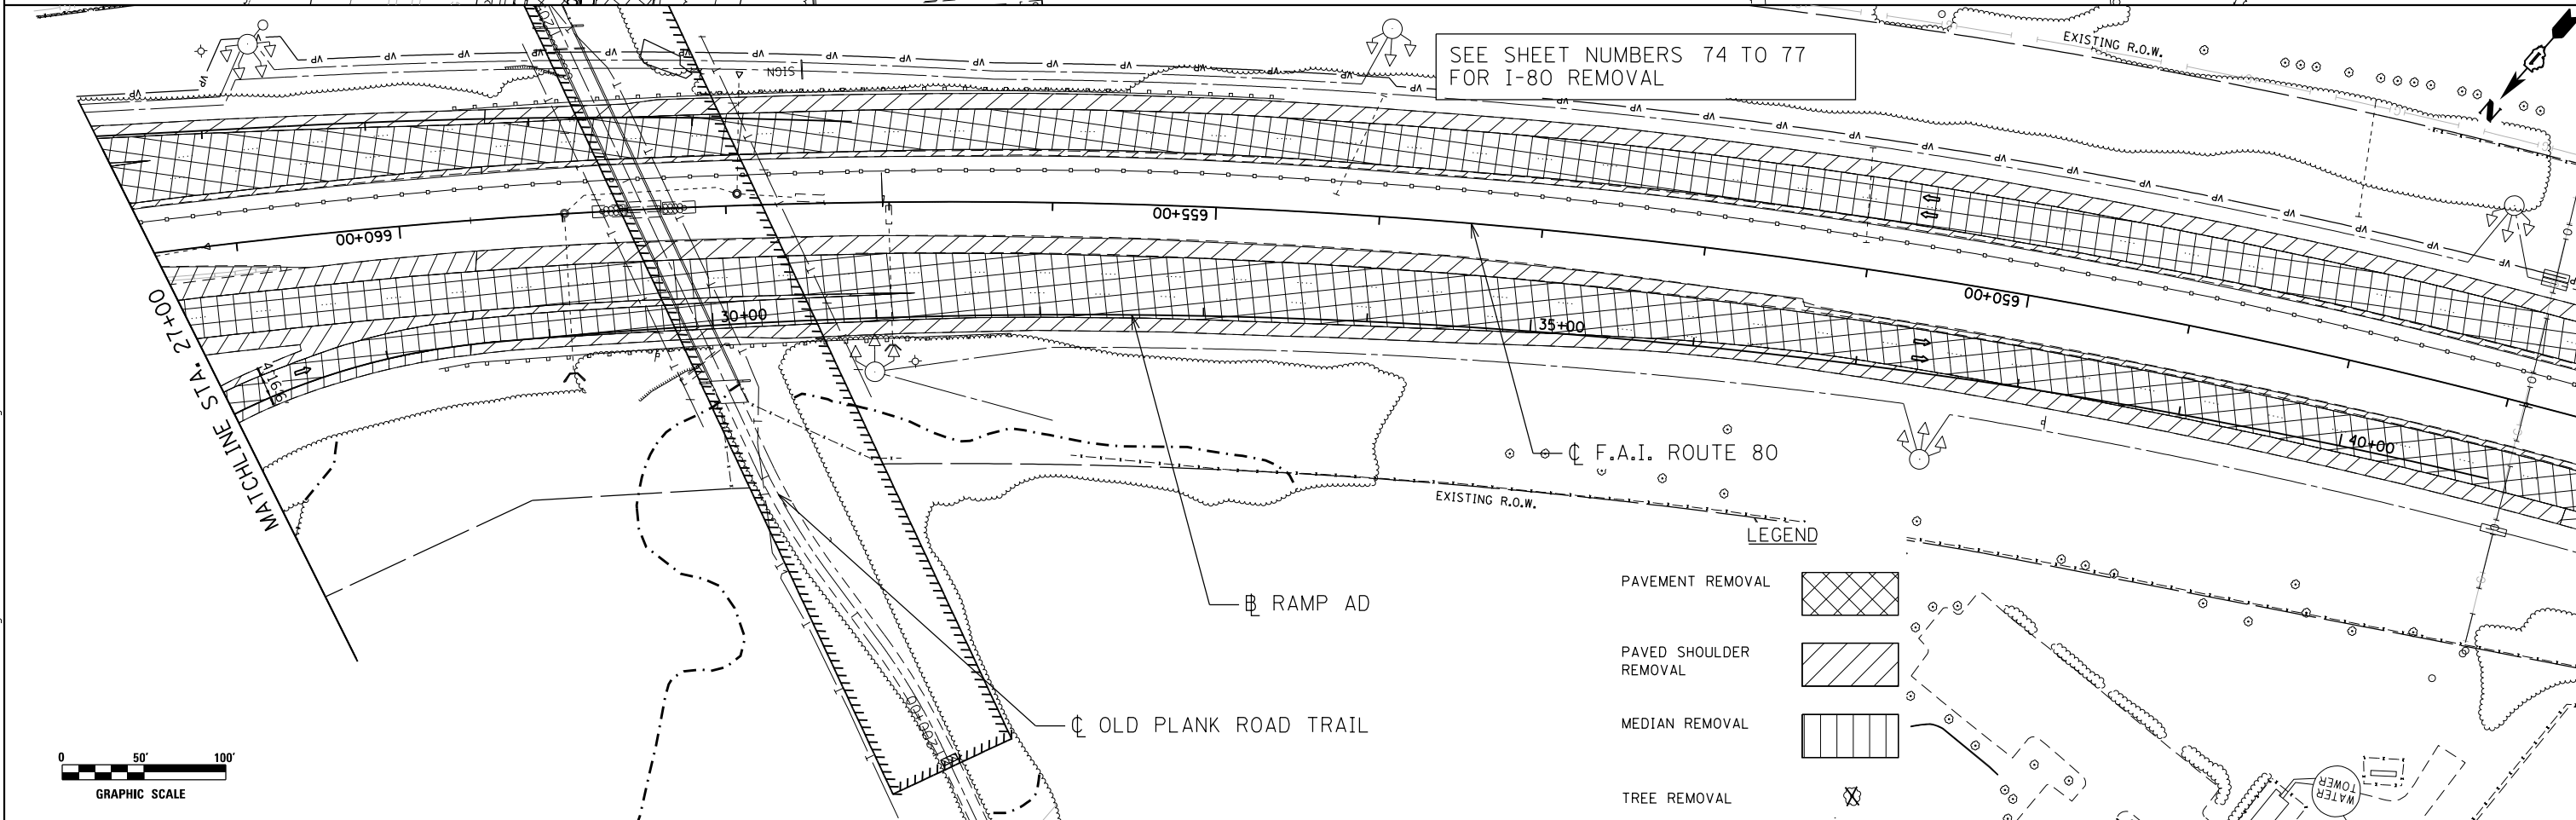 SEE SHEET NUMBERS 74 TO 77
FOR I-80 REMOVAL
EXISTING R.O.W.
N
SIGN
660+00
655+00
650+00
MATCHLINE STA. 27+00
30+00
35+00
40+00
℄ F.A.I. ROUTE 80
EXISTING R.O.W.
B RAMP AD
℄ OLD PLANK ROAD TRAIL
LEGEND
PAVEMENT REMOVAL
PAVED SHOULDER
REMOVAL
MEDIAN REMOVAL
TREE REMOVAL
WATER
TOWER
0 50' 100'
GRAPHIC SCALE